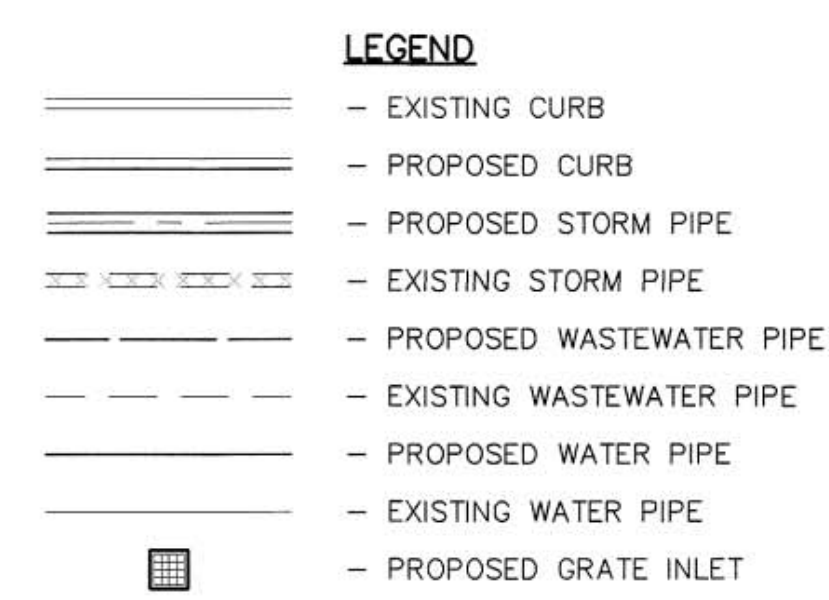 LEGEND
– EXISTING CURB
– PROPOSED CURB
– PROPOSED STORM PIPE
– EXISTING STORM PIPE
– PROPOSED WASTEWATER PIPE
– EXISTING WASTEWATER PIPE
– PROPOSED WATER PIPE
– EXISTING WATER PIPE
– PROPOSED GRATE INLET